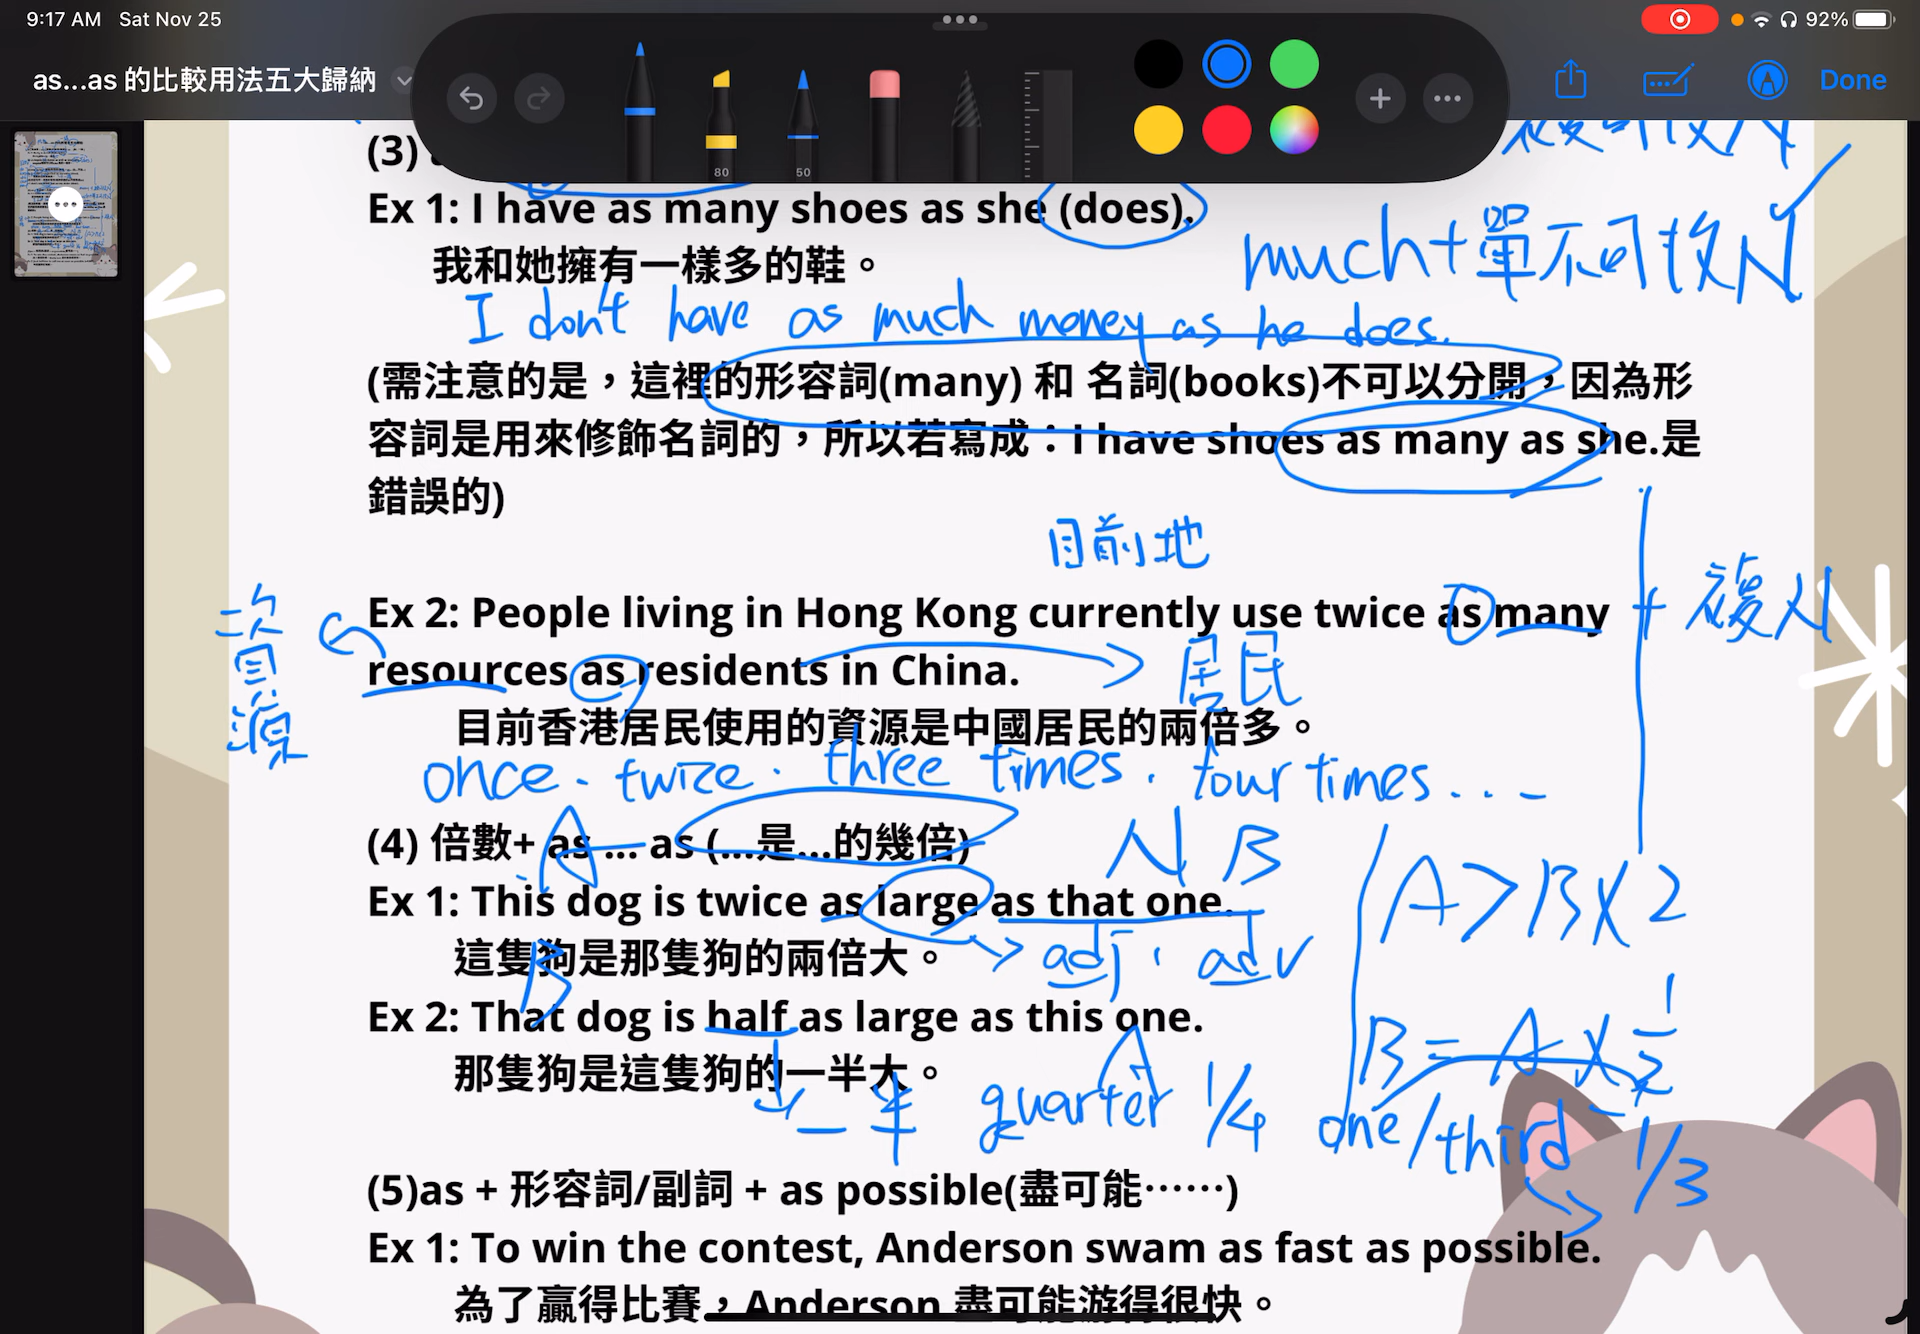 9:17 AM Sat Nov 25
92%
as...as 的比較用法五大歸納
Done
80
50
(3)
Ex 1: I have as many shoes as she (does).
我和她擁有一樣多的鞋。
much+單不可數N
I don't have as much money as he does.
(需注意的是，這裡的形容詞(many) 和 名詞(books)不可以分開，因為形
容詞是用來修飾名詞的，所以若寫成：I have shoes as many as she.是
錯誤的)
目前地
Ex 2: People living in Hong Kong currently use twice as many + 複N
資源
resources as residents in China.
居民
目前香港居民使用的資源是中國居民的兩倍多。
once. twice. three times. four times...
(4) 倍數+ as ... as (...是...的幾倍)
A
N B
Ex 1: This dog is twice as large as that one.
A>B×2
這隻狗是那隻狗的兩倍大。
adj. adv
B
Ex 2: That dog is half as large as this one.
B=A×1/2
那隻狗是這隻狗的一半大。
A
一半 quarter 1/4 one/third 1/3
(5)as + 形容詞/副詞 + as possible(盡可能⋯⋯)
Ex 1: To win the contest, Anderson swam as fast as possible.
為了贏得比賽，Anderson 盡可能游得很快。